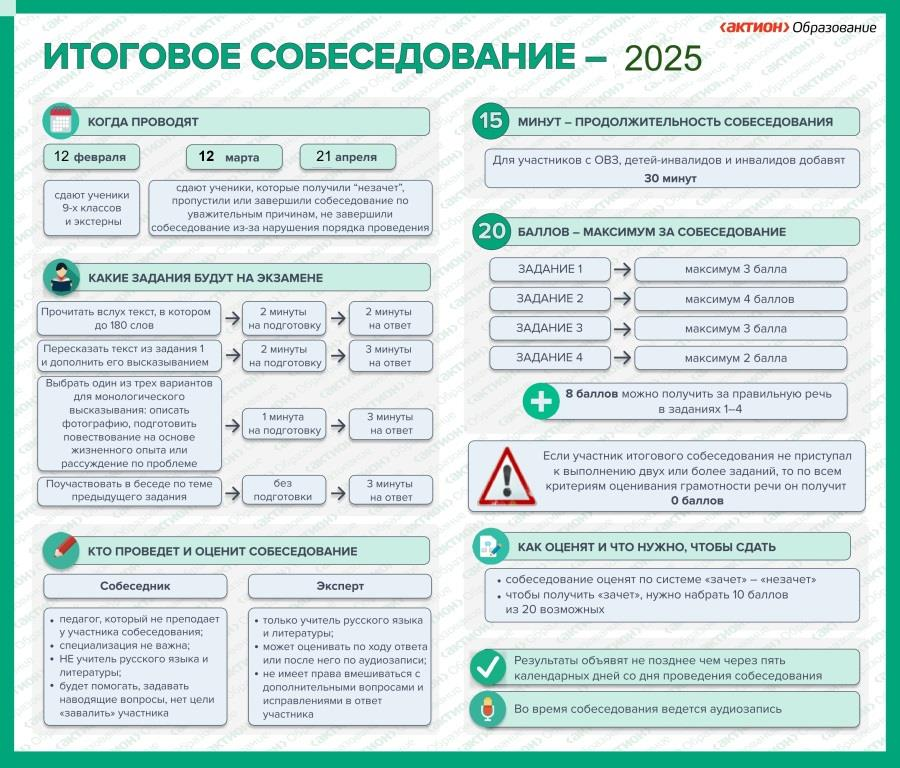 ‹актион› Образование
ИТОГОВОЕ СОБЕСЕДОВАНИЕ – 2025
КОГДА ПРОВОДЯТ
12 февраля
12 марта
21 апреля
сдают ученики
9-х классов
и экстерны
сдают ученики, которые получили "незачет",
пропустили или завершили собеседование по
уважительным причинам, не завершили
собеседование из-за нарушения порядка проведения
КАКИЕ ЗАДАНИЯ БУДУТ НА ЭКЗАМЕНЕ
Прочитать вслух текст, в котором
до 180 слов
2 минуты
на подготовку
2 минуты
на ответ
Пересказать текст из задания 1
и дополнить его высказыванием
2 минуты
на подготовку
3 минуты
на ответ
Выбрать один из трех вариантов
для монологического
высказывания: описать
фотографию, подготовить
повествование на основе
жизненного опыта или
рассуждение по проблеме
1 минута
на подготовку
3 минуты
на ответ
Поучаствовать в беседе по теме
предыдущего задания
без
подготовки
3 минуты
на ответ
КТО ПРОВЕДЕТ И ОЦЕНИТ СОБЕСЕДОВАНИЕ
Собеседник
• педагог, который не преподает
у участника собеседования;
• специализация не важна;
• НЕ учитель русского языка и
литературы;
• будет помогать, задавать
наводящие вопросы, нет цели
«завалить» участника
Эксперт
• только учитель русского языка
и литературы;
• может оценивать по ходу ответа
или после него по аудиозаписи;
• не имеет права вмешиваться с
дополнительными вопросами и
исправлениями в ответ
участника
15 МИНУТ – ПРОДОЛЖИТЕЛЬНОСТЬ СОБЕСЕДОВАНИЯ
Для участников с ОВЗ, детей-инвалидов и инвалидов добавят
30 минут
20 БАЛЛОВ – МАКСИМУМ ЗА СОБЕСЕДОВАНИЕ
ЗАДАНИЕ 1
максимум 3 балла
ЗАДАНИЕ 2
максимум 4 баллов
ЗАДАНИЕ 3
максимум 3 балла
ЗАДАНИЕ 4
максимум 2 балла
8 баллов можно получить за правильную речь
в заданиях 1–4
Если участник итогового собеседования не приступал
к выполнению двух или более заданий, то по всем
критериям оценивания грамотности речи он получит
0 баллов
КАК ОЦЕНЯТ И ЧТО НУЖНО, ЧТОБЫ СДАТЬ
• собеседование оценят по системе «зачет» – «незачет»
• чтобы получить «зачет», нужно набрать 10 баллов
из 20 возможных
Результаты объявят не позднее чем через пять
календарных дней со дня проведения собеседования
Во время собеседования ведется аудиозапись